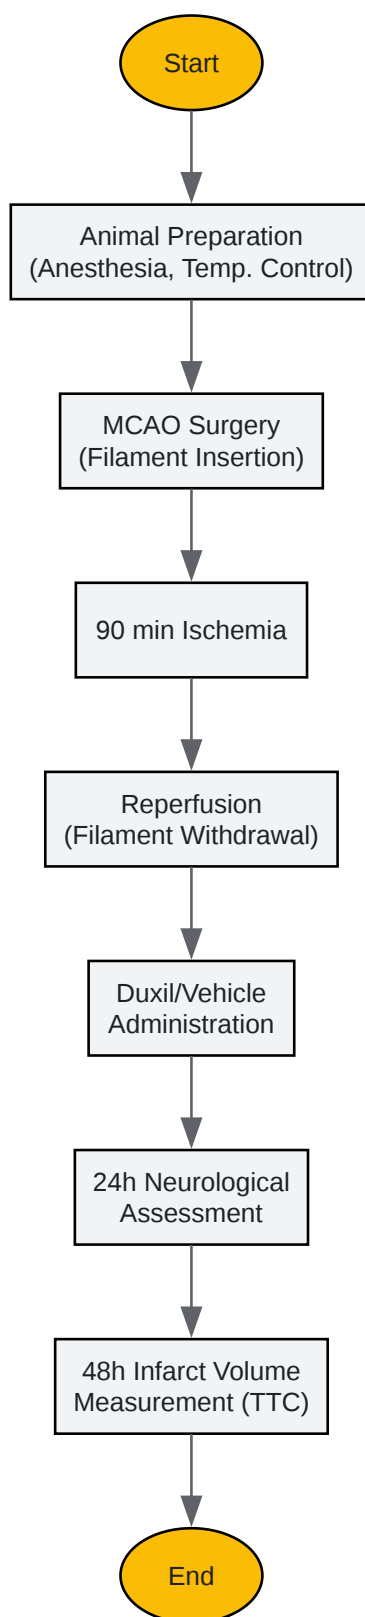 Start
Animal Preparation
(Anesthesia, Temp. Control)
MCAO Surgery
(Filament Insertion)
90 min Ischemia
Reperfusion
(Filament Withdrawal)
Duxil/Vehicle
Administration
24h Neurological
Assessment
48h Infarct Volume
Measurement (TTC)
End